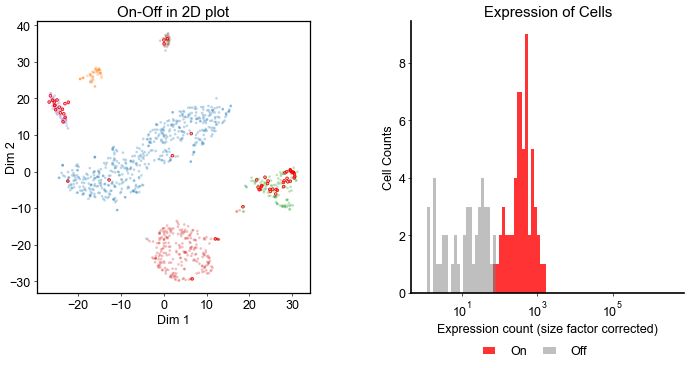 On-Off in 2D plot
Dim 2
40
30
20
10
0
−10
−20
−30
−20
−10
0
10
20
30
Dim 1
Expression of Cells
Cell Counts
8
6
4
2
0
10^1
10^3
10^5
Expression count (size factor corrected)
On
Off